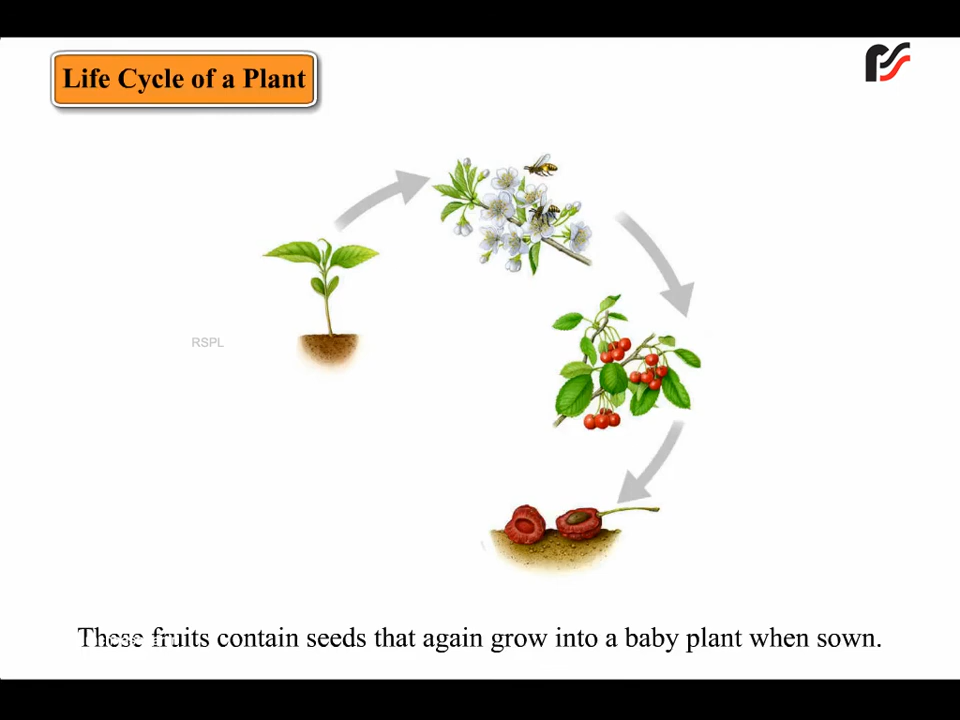 Life Cycle of a Plant
RSPL
These fruits contain seeds that again grow into a baby plant when sown.